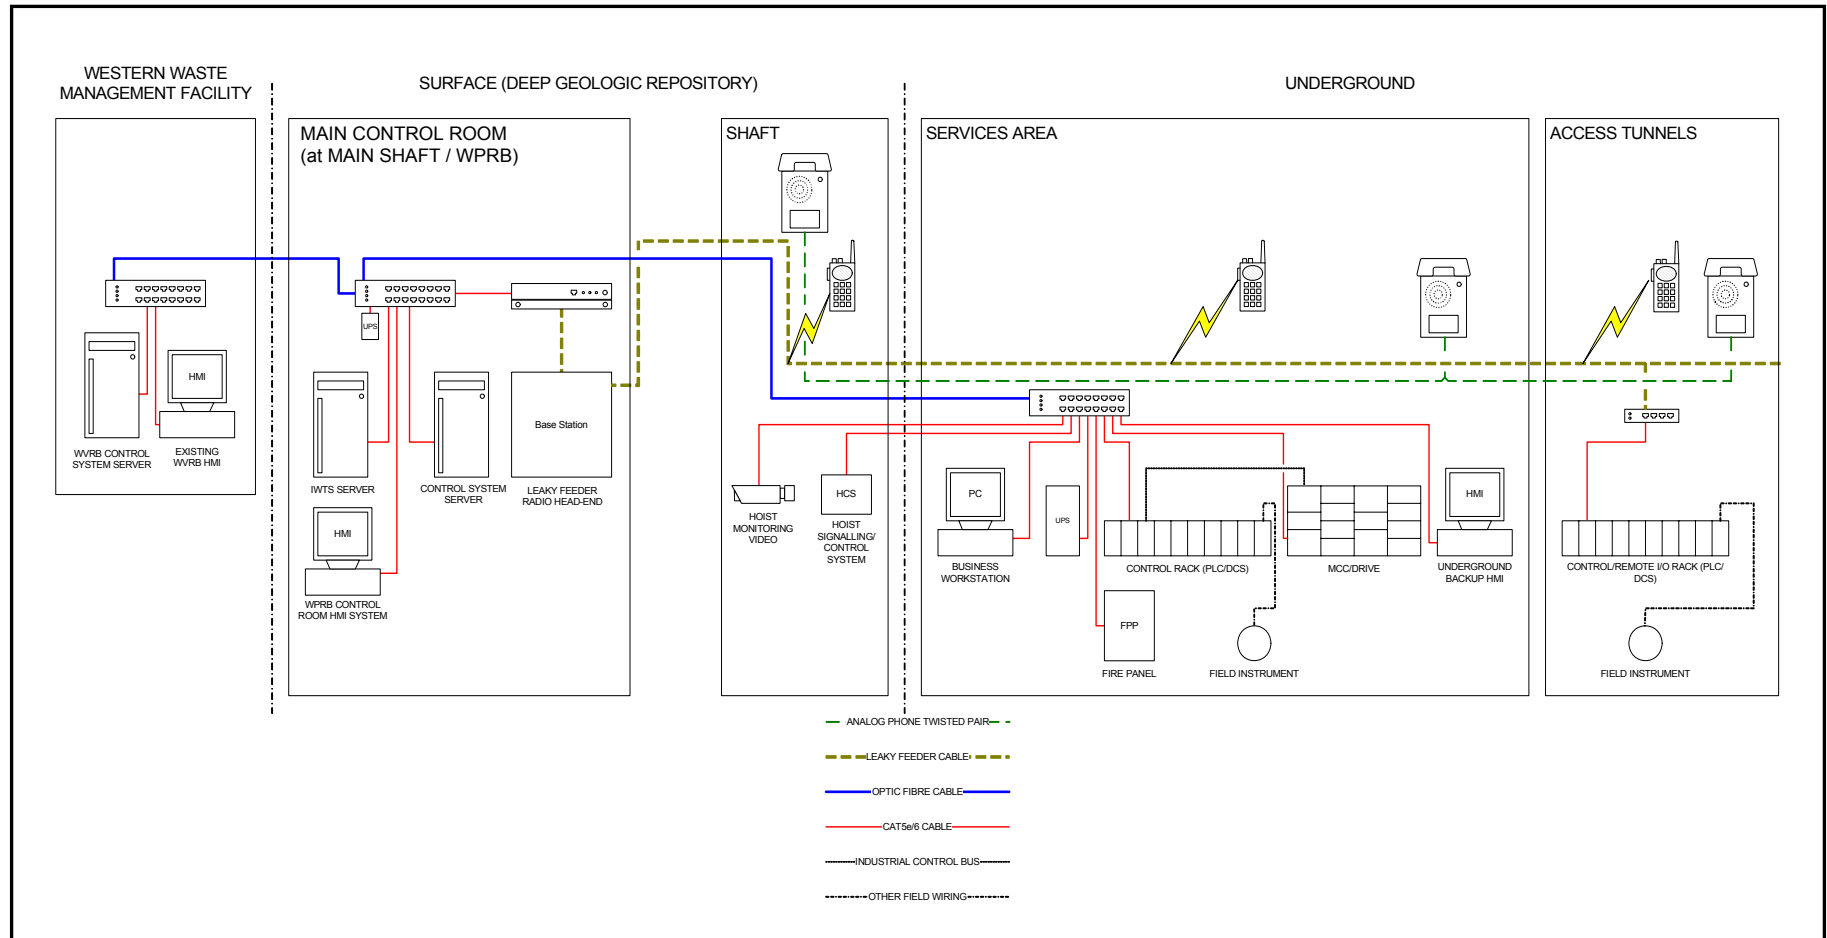 WESTERN WASTE
MANAGEMENT FACILITY
SURFACE (DEEP GEOLOGIC REPOSITORY)
UNDERGROUND
MAIN CONTROL ROOM
(at MAIN SHAFT / WPRB)
SHAFT
SERVICES AREA
ACCESS TUNNELS
HMI
WVRB CONTROL
SYSTEM SERVER
EXISTING
WVRB HMI
UPS
Base Station
IWTS SERVER
CONTROL SYSTEM
SERVER
LEAKY FEEDER
RADIO HEAD-END
HMI
WPRB CONTROL
ROOM HMI SYSTEM
HOIST
MONITORING
VIDEO
HCS
HOIST
SIGNALLING/
CONTROL
SYSTEM
PC
BUSINESS
WORKSTATION
UPS
CONTROL RACK (PLC/DCS)
MCC/DRIVE
HMI
UNDERGROUND
BACKUP HMI
FPP
FIRE PANEL
FIELD INSTRUMENT
CONTROL/REMOTE I/O RACK (PLC/
DCS)
FIELD INSTRUMENT
ANALOG PHONE TWISTED PAIR
LEAKY FEEDER CABLE
OPTIC FIBRE CABLE
CAT5e/6 CABLE
INDUSTRIAL CONTROL BUS
OTHER FIELD WIRING